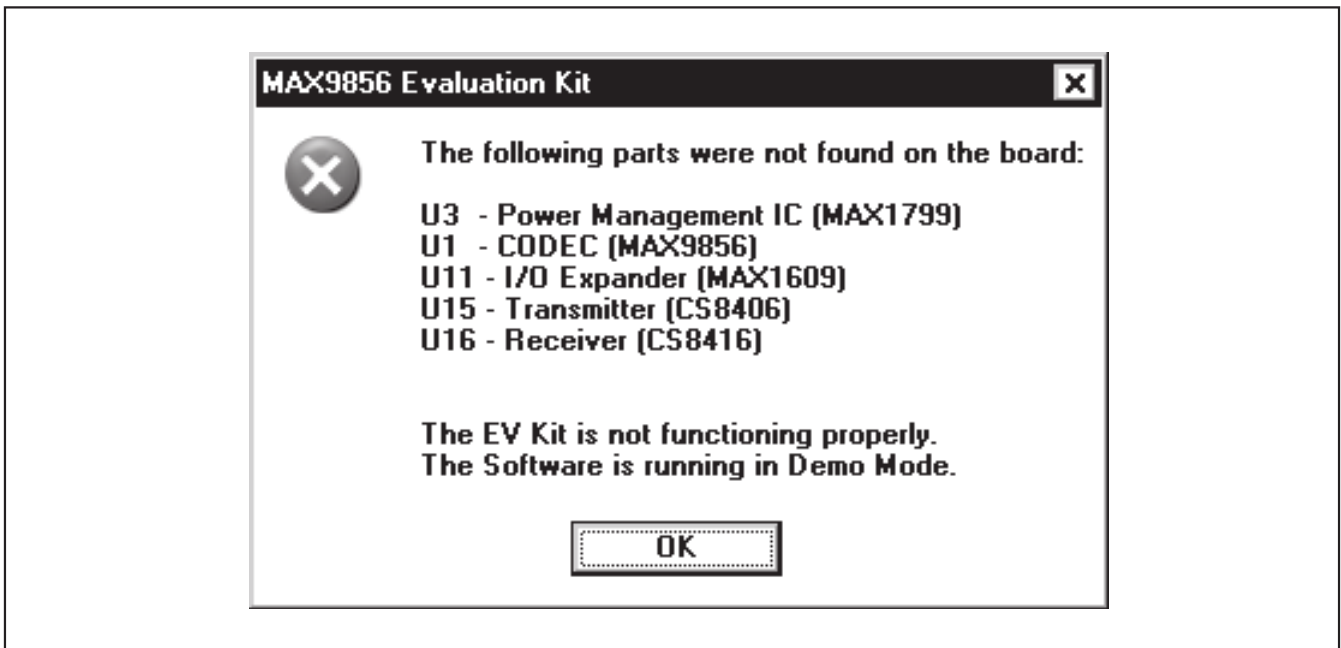 MAX9856 Evaluation Kit
The following parts were not found on the board:
U3 - Power Management IC (MAX1799)
U1 - CODEC (MAX9856)
U11 - I/O Expander (MAX1609)
U15 - Transmitter (CS8406)
U16 - Receiver (CS8416)
The EV Kit is not functioning properly.
The Software is running in Demo Mode.
OK